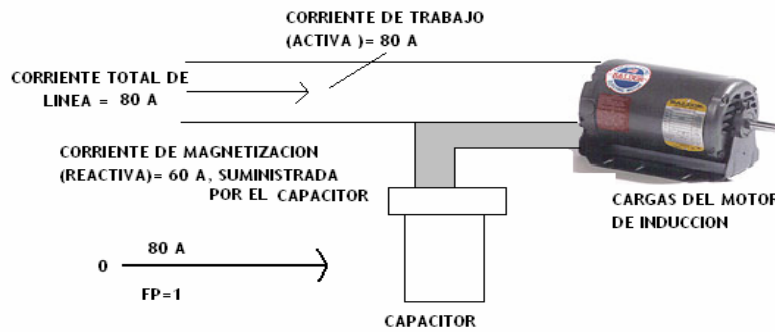 CORRIENTE DE TRABAJO
(ACTIVA )= 80 A
CORRIENTE TOTAL DE
LINEA = 80 A
CORRIENTE DE MAGNETIZACION
(REACTIVA)= 60 A, SUMINISTRADA
POR EL CAPACITOR
CARGAS DEL MOTOR
DE INDUCCION
80 A
0
FP=1
CAPACITOR